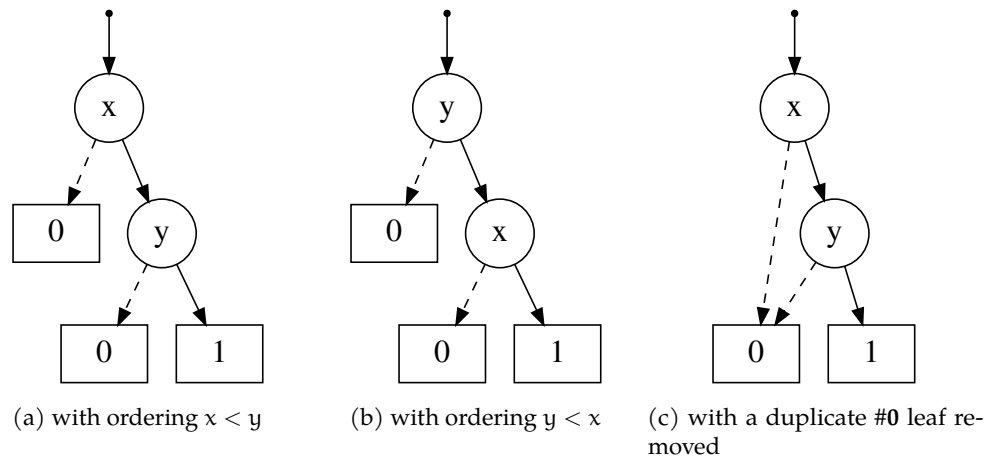 x
y
x
0
y
0
x
y
0
1
0
1
0
1
(a) with ordering x < y
(b) with ordering y < x
(c) with a duplicate #0 leaf re-
moved